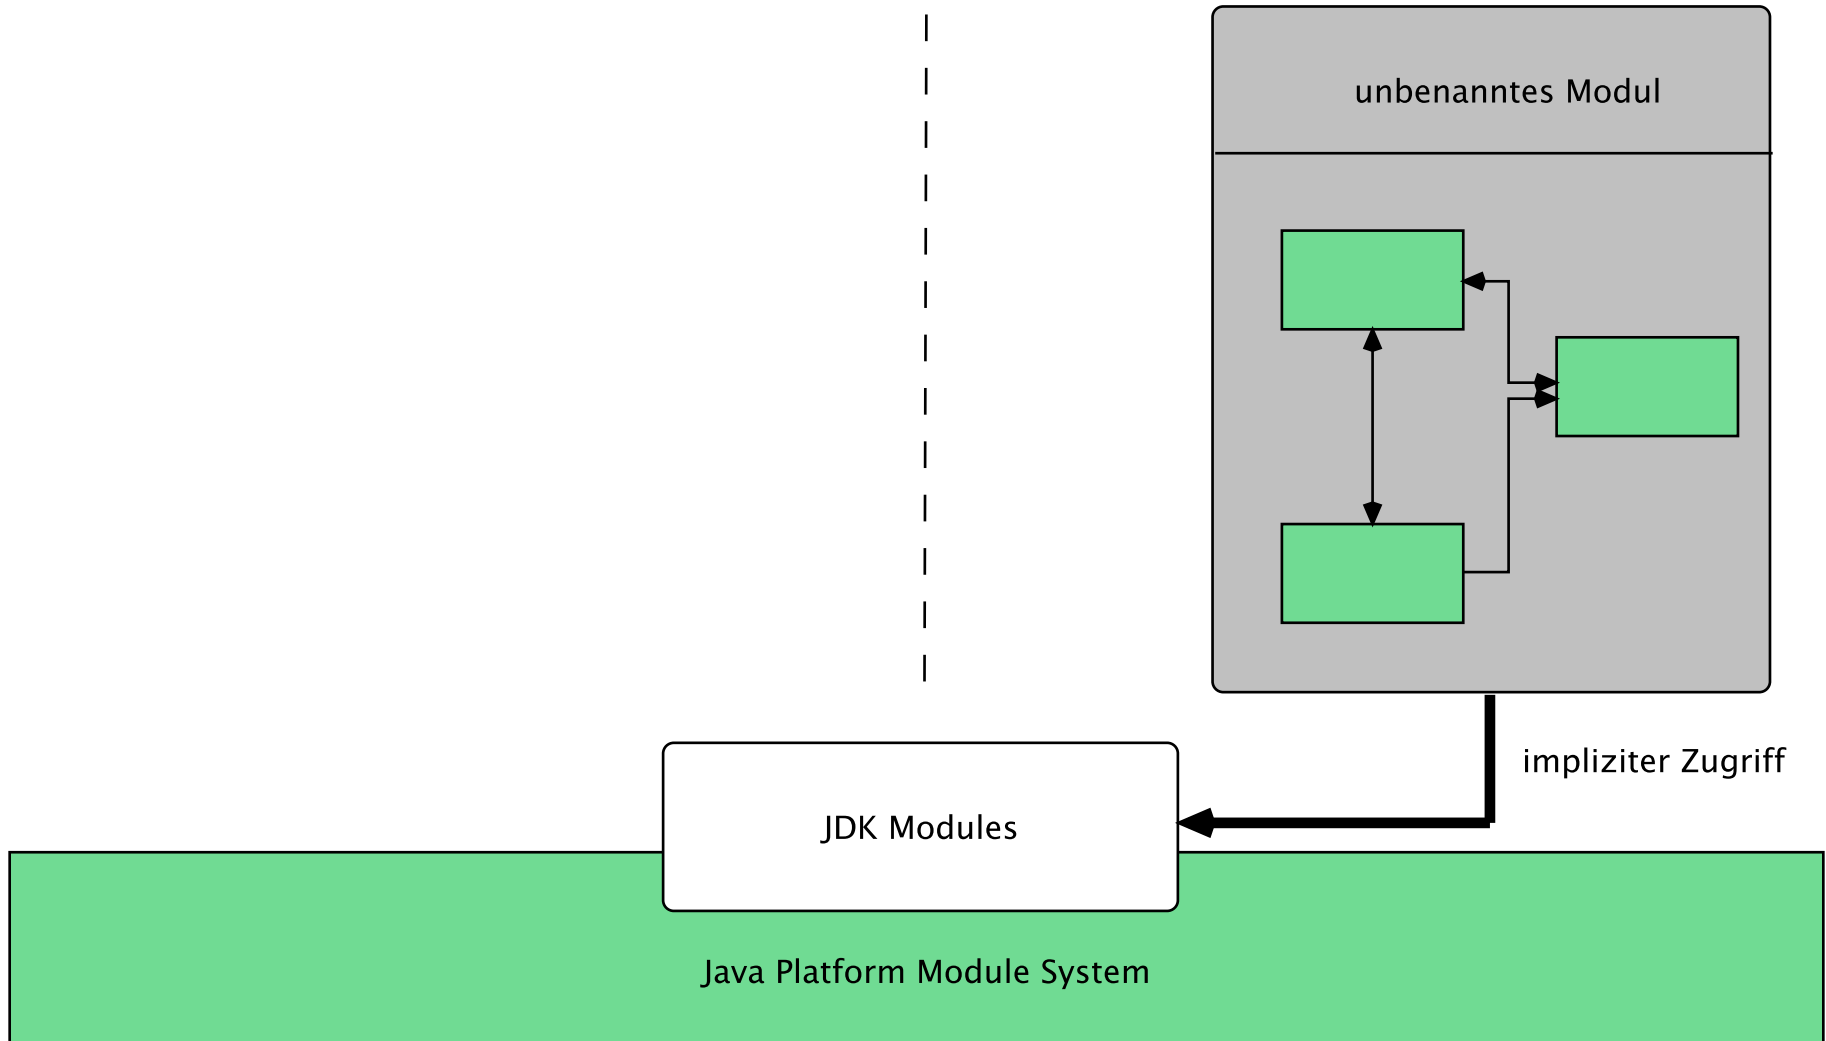 unbenanntes Modul
impliziter Zugriff
JDK Modules
Java Platform Module System